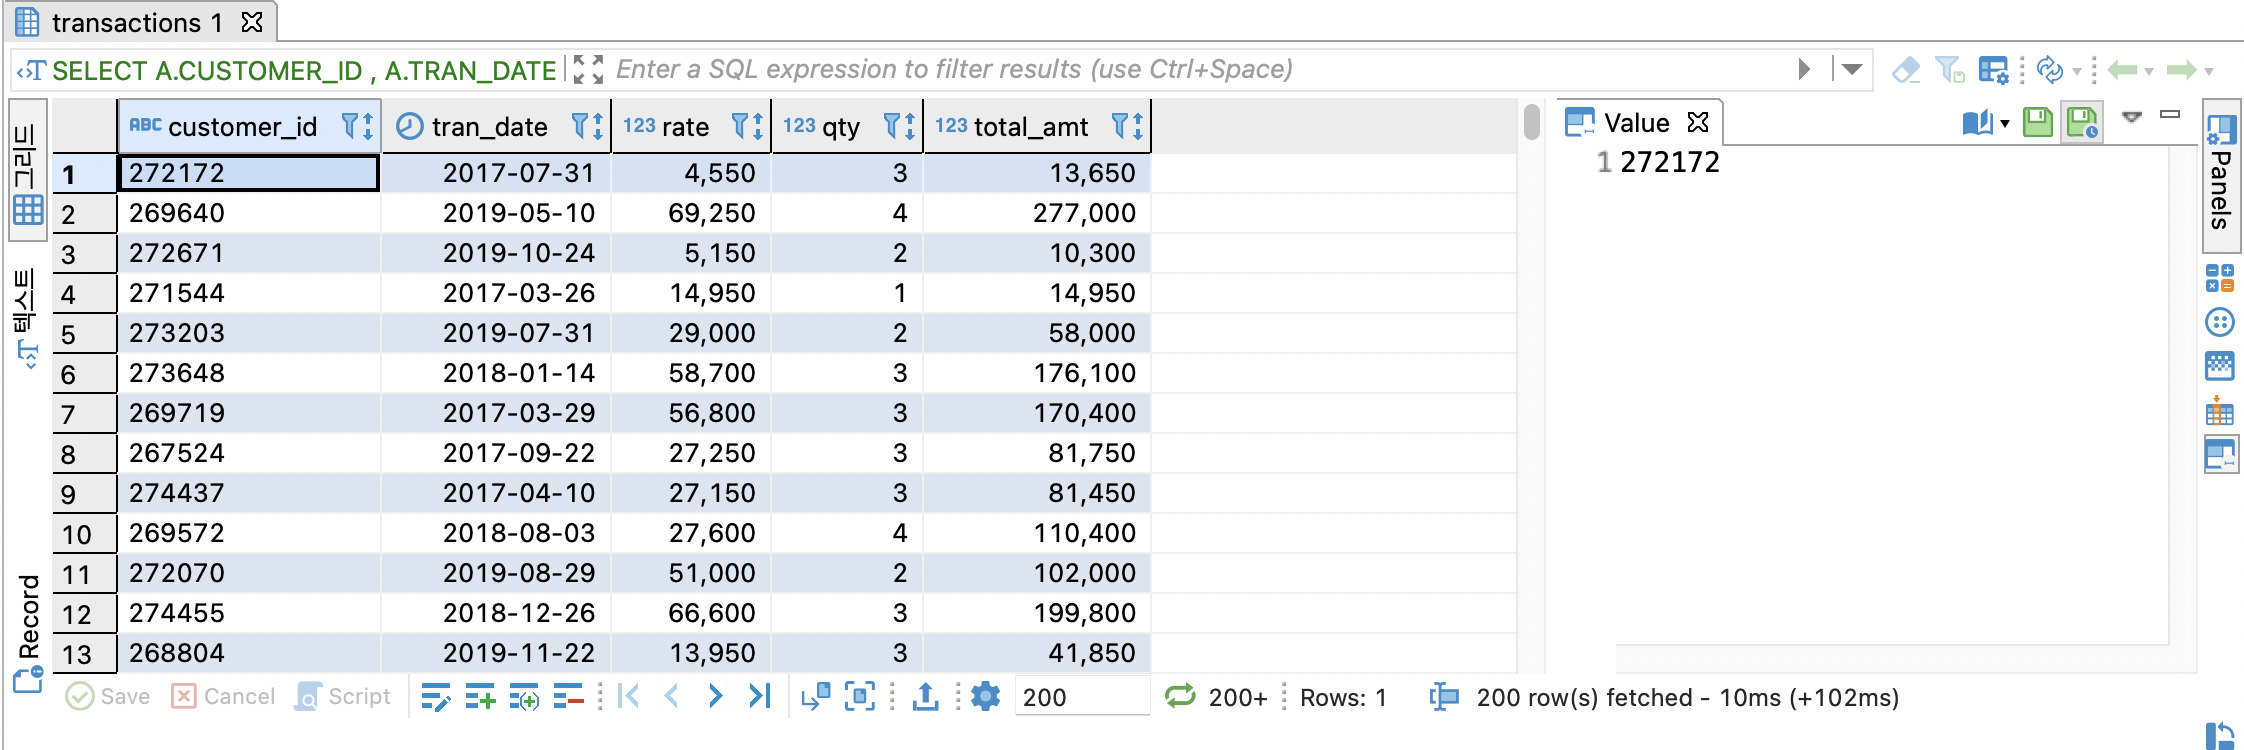 transactions 1
SELECT A.CUSTOMER_ID , A.TRAN_DATE Enter a SQL expression to filter results (use Ctrl+Space)
그리드
텍스트
Record
ABC customer_id tran_date 123 rate 123 qty 123 total_amt
1 272172 2017-07-31 4,550 3 13,650
2 269640 2019-05-10 69,250 4 277,000
3 272671 2019-10-24 5,150 2 10,300
4 271544 2017-03-26 14,950 1 14,950
5 273203 2019-07-31 29,000 2 58,000
6 273648 2018-01-14 58,700 3 176,100
7 269719 2017-03-29 56,800 3 170,400
8 267524 2017-09-22 27,250 3 81,750
9 274437 2017-04-10 27,150 3 81,450
10 269572 2018-08-03 27,600 4 110,400
11 272070 2019-08-29 51,000 2 102,000
12 274455 2018-12-26 66,600 3 199,800
13 268804 2019-11-22 13,950 3 41,850
Value
1 272172
Panels
Save Cancel Script 200 200+ Rows: 1 200 row(s) fetched - 10ms (+102ms)